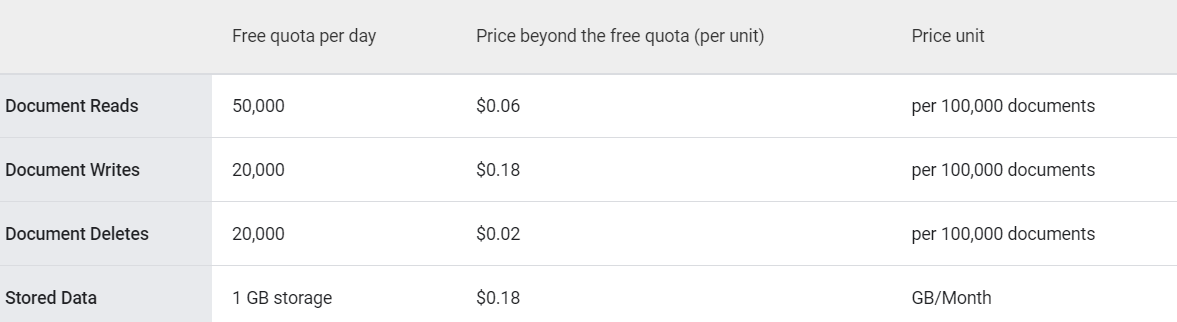 Free quota per day Price beyond the free quota (per unit) Price unit
Document Reads 50,000 $0.06 per 100,000 documents
Document Writes 20,000 $0.18 per 100,000 documents
Document Deletes 20,000 $0.02 per 100,000 documents
Stored Data 1 GB storage $0.18 GB/Month